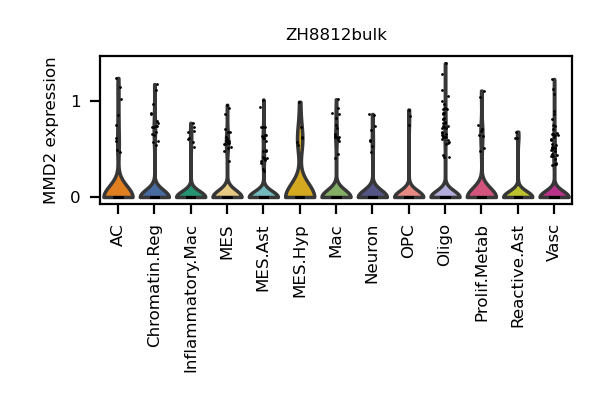 ZH8812bulk
MMD2 expression
1
0
AC
Chromatin.Reg
Inflammatory.Mac
MES
MES.Ast
MES.Hyp
Mac
Neuron
OPC
Oligo
Prolif.Metab
Reactive.Ast
Vasc